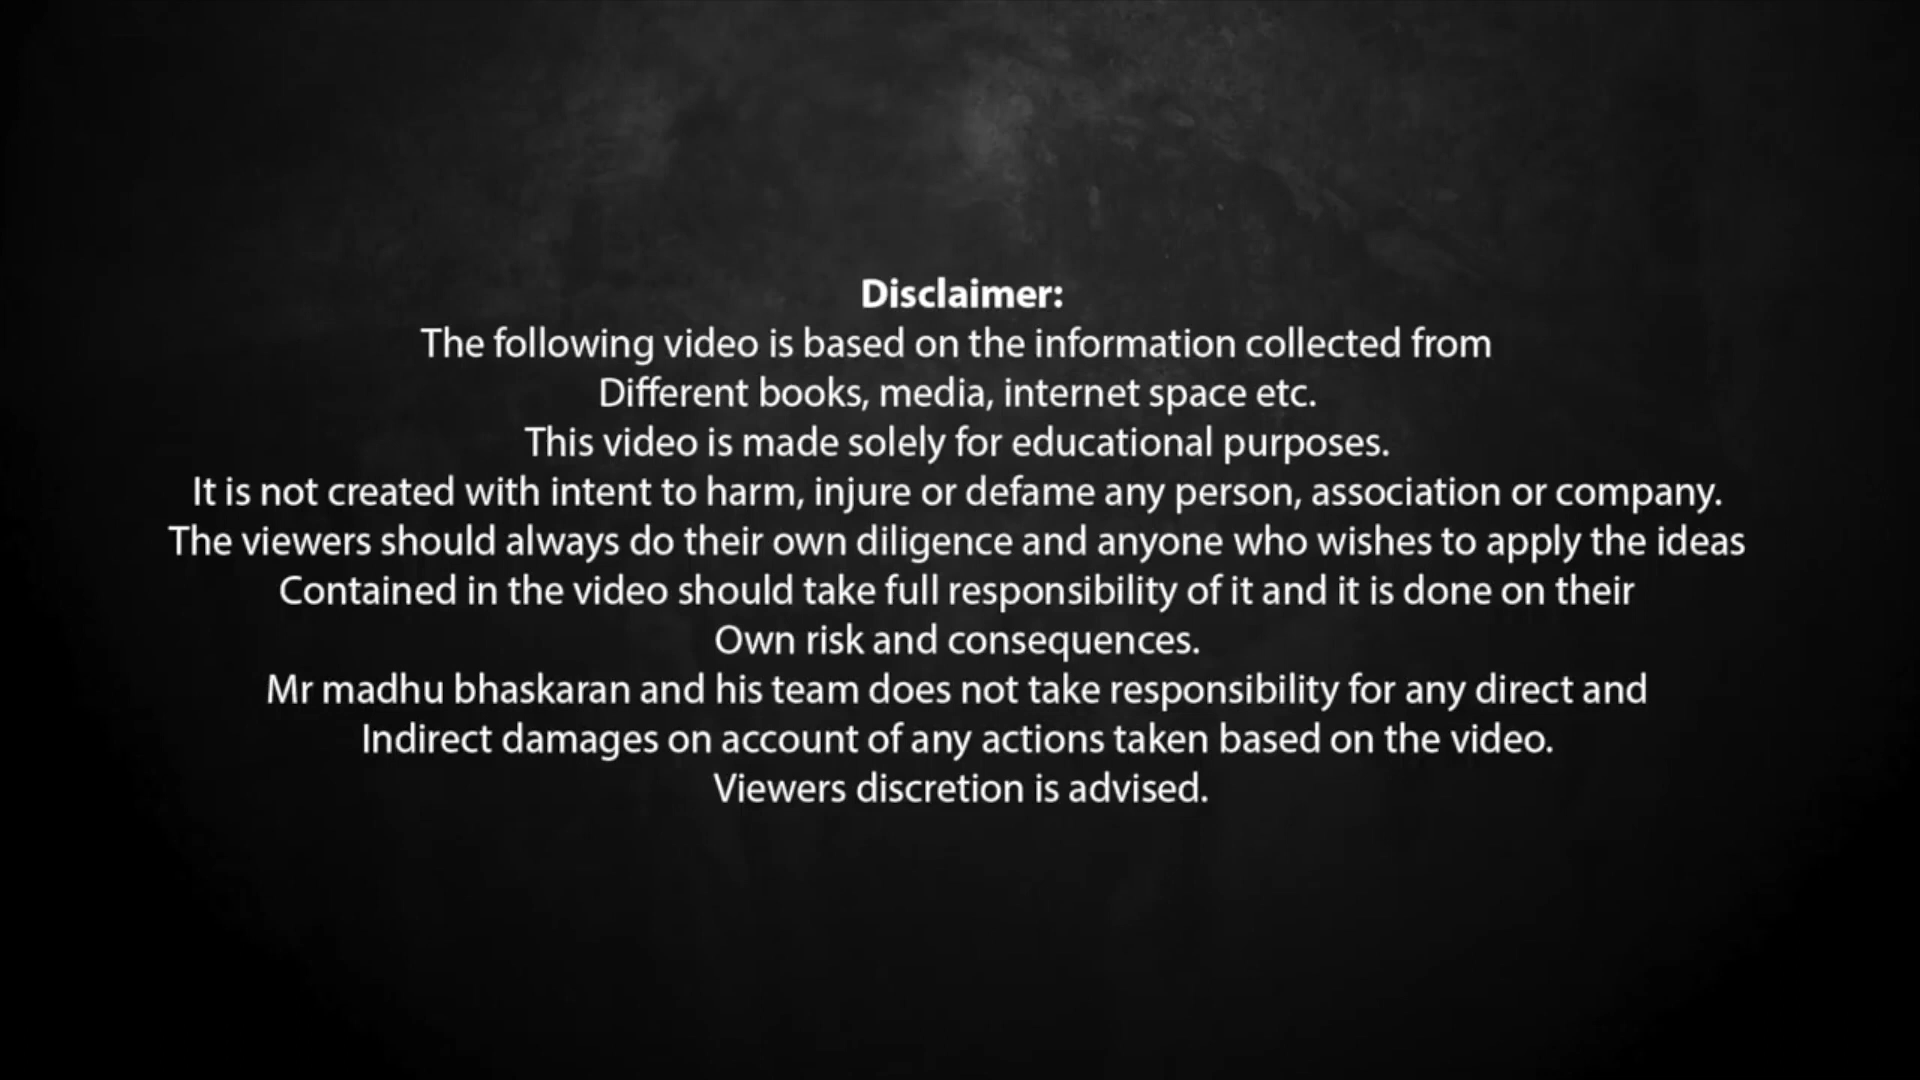 Disclaimer:
The following video is based on the information collected from
Different books, media, internet space etc.
This video is made solely for educational purposes.
It is not created with intent to harm, injure or defame any person, association or company.
The viewers should always do their own diligence and anyone who wishes to apply the ideas
Contained in the video should take full responsibility of it and it is done on their
Own risk and consequences.
Mr madhu bhaskaran and his team does not take responsibility for any direct and
Indirect damages on account of any actions taken based on the video.
Viewers discretion is advised.